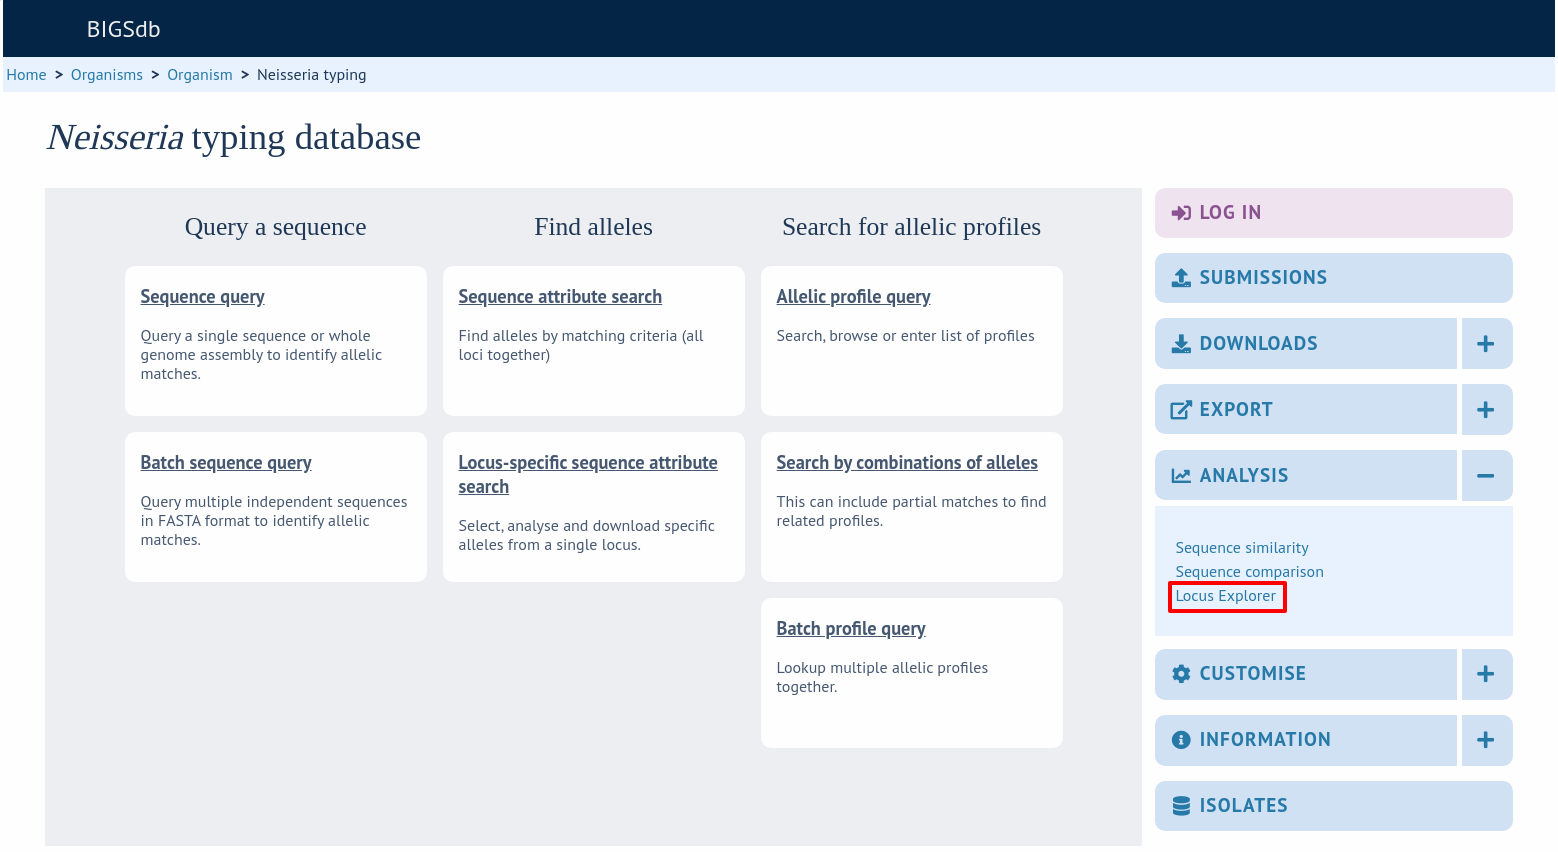 BIGSdb
Home > Organisms > Organism > Neisseria typing
Neisseria typing database
Query a sequence
Sequence query
Query a single sequence or whole
genome assembly to identify allelic
matches.
Batch sequence query
Query multiple independent sequences
in FASTA format to identify allelic
matches.
Find alleles
Sequence attribute search
Find alleles by matching criteria (all
loci together)
Locus-specific sequence attribute
search
Select, analyse and download specific
alleles from a single locus.
Search for allelic profiles
Allelic profile query
Search, browse or enter list of profiles
Search by combinations of alleles
This can include partial matches to find
related profiles.
Batch profile query
Lookup multiple allelic profiles
together.
LOG IN
SUBMISSIONS
DOWNLOADS
EXPORT
ANALYSIS
Sequence similarity
Sequence comparison
Locus Explorer
CUSTOMISE
INFORMATION
ISOLATES